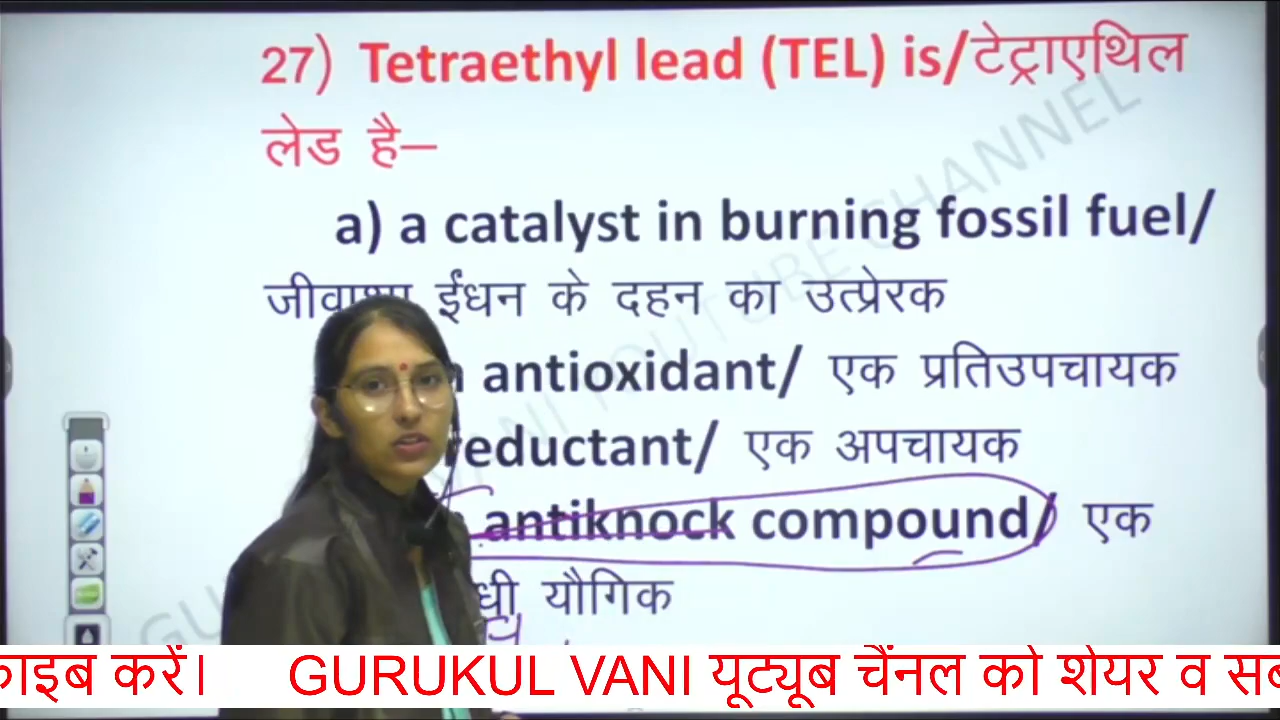 27) Tetraethyl lead (TEL) is/टेट्राएथिल
लेड है–
a) a catalyst in burning fossil fuel/
जीवाश्म ईंधन के दहन का उत्प्रेरक
antioxidant/ एक प्रतिउपचायक
reductant/ एक अपचायक
antiknock compound/ एक
यौगिक
करें। GURUKUL VANI यूट्यूब चैंनल को शेयर व